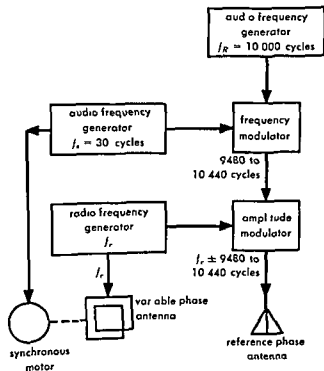 aud o frequency
generator
f_R = 10 000 cycles
audio frequency
generator
f_s = 30 cycles
frequency
modulator
9480 to
10 440 cycles
radio frequency
generator
f_r
ampl tude
modulator
f_r
f_r ± 9480 to
10 440 cycles
var able phase
antenna
synchronous
motor
reference phase
antenna